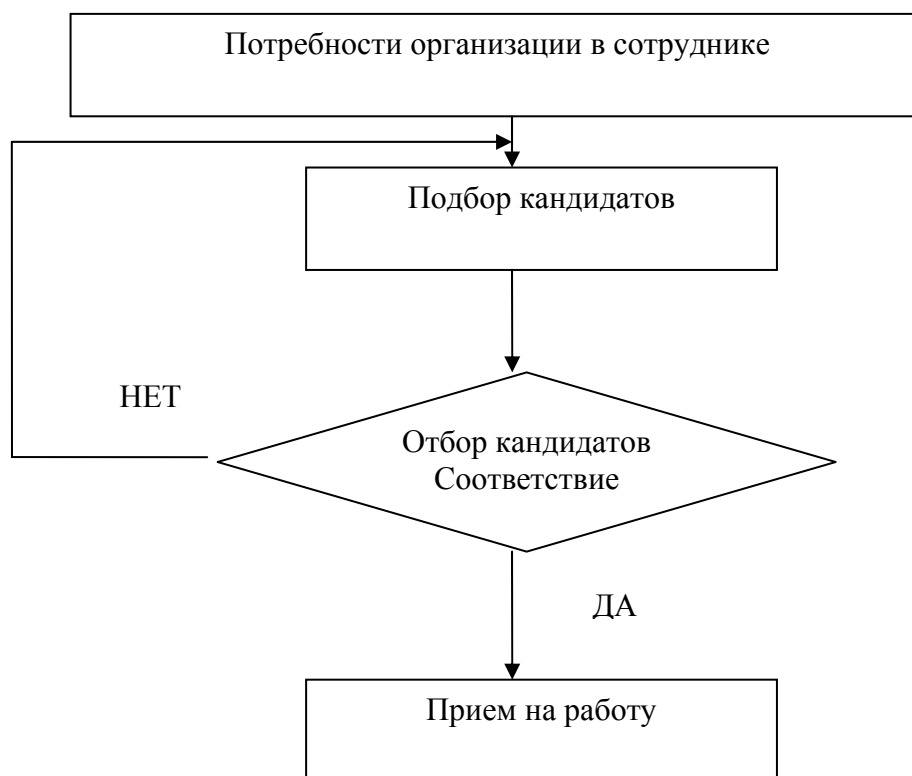 Потребности организации в сотруднике
Подбор кандидатов
НЕТ
Отбор кандидатов
Соответствие
ДА
Прием на работу